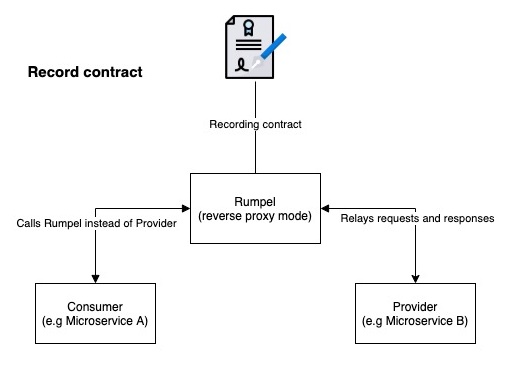 Record contract
Recording contract
Rumpel
(reverse proxy mode)
Calls Rumpel instead of Provider
Relays requests and responses
Consumer
(e.g Microservice A)
Provider
(e.g Microservice B)